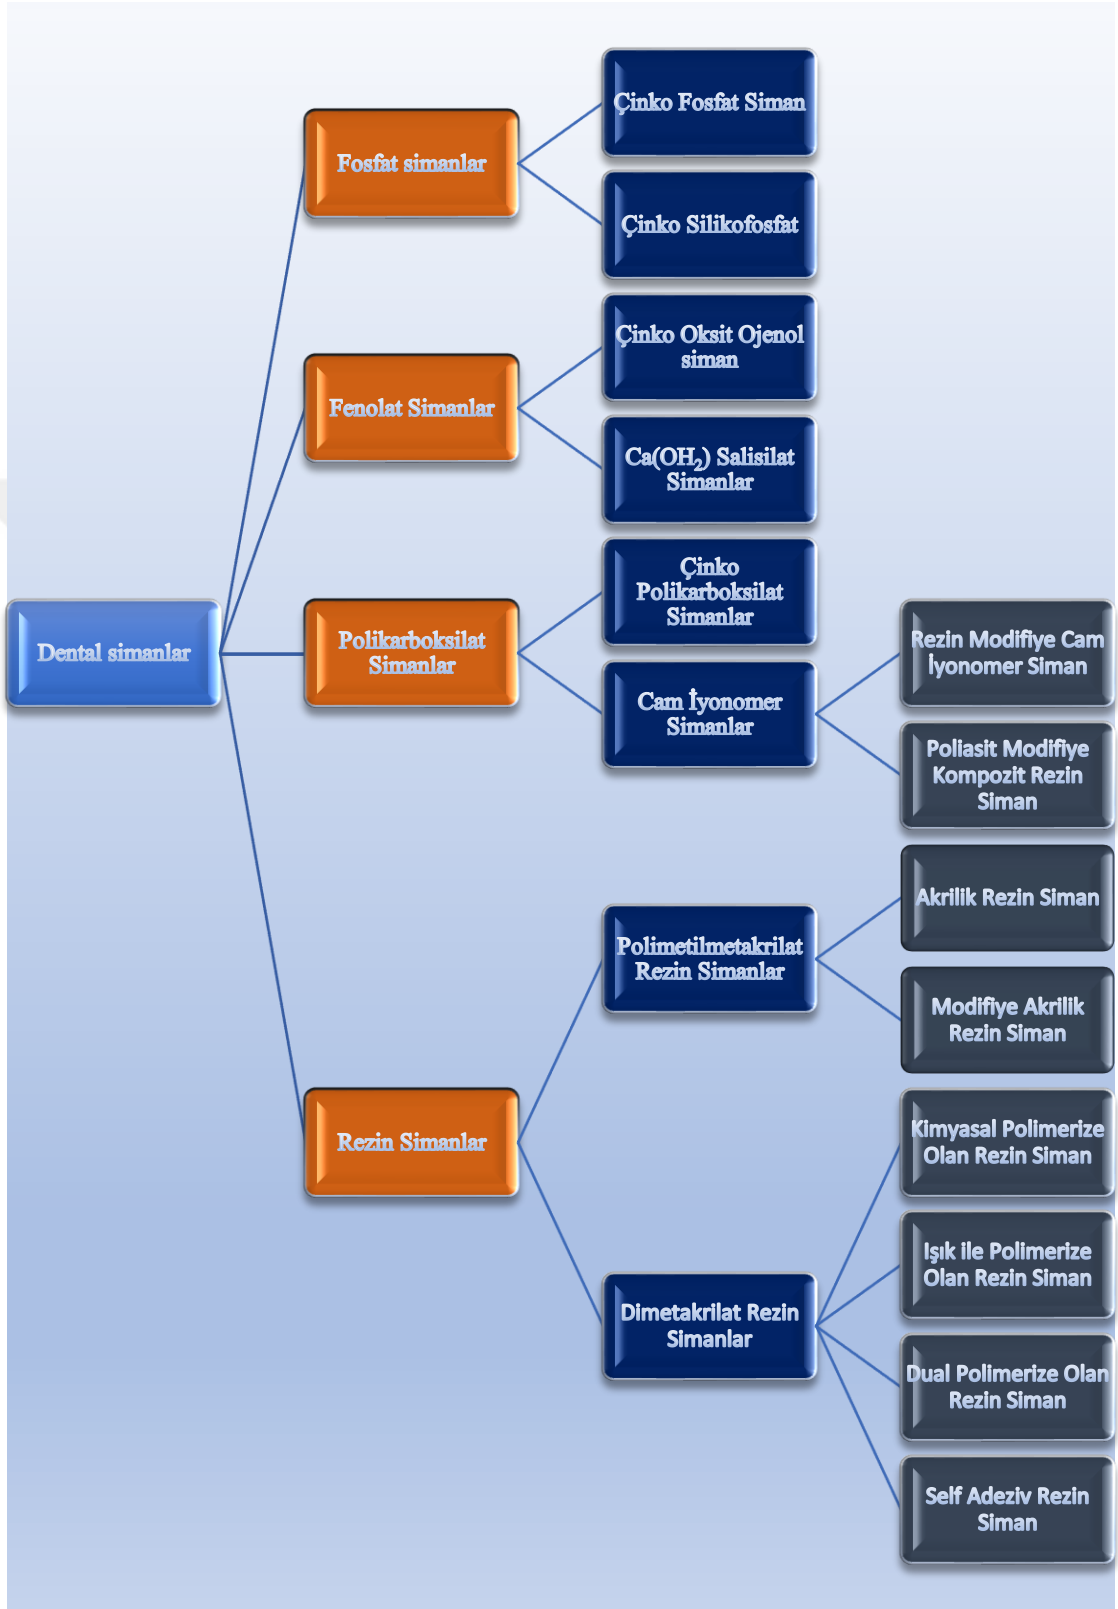 Dental simanlar
Fosfat simanlar
Çinko Fosfat Siman
Çinko Silikofosfat
Fenolat Simanlar
Çinko Oksit Ojenol
siman
Ca(OH₂) Salisilat
Simanlar
Polikarboksilat
Simanlar
Çinko
Polikarboksilat
Simanlar
Cam İyonomer
Simanlar
Rezin Modifiye Cam
İyonomer Siman
Poliasit Modifiye
Kompozit Rezin
Siman
Rezin Simanlar
Polimetilmetakrilat
Rezin Simanlar
Akrilik Rezin Siman
Modifiye Akrilik
Rezin Siman
Dimetakrilat Rezin
Simanlar
Kimyasal Polimerize
Olan Rezin Siman
Işık ile Polimerize
Olan Rezin Siman
Dual Polimerize Olan
Rezin Siman
Self Adeziv Rezin
Siman